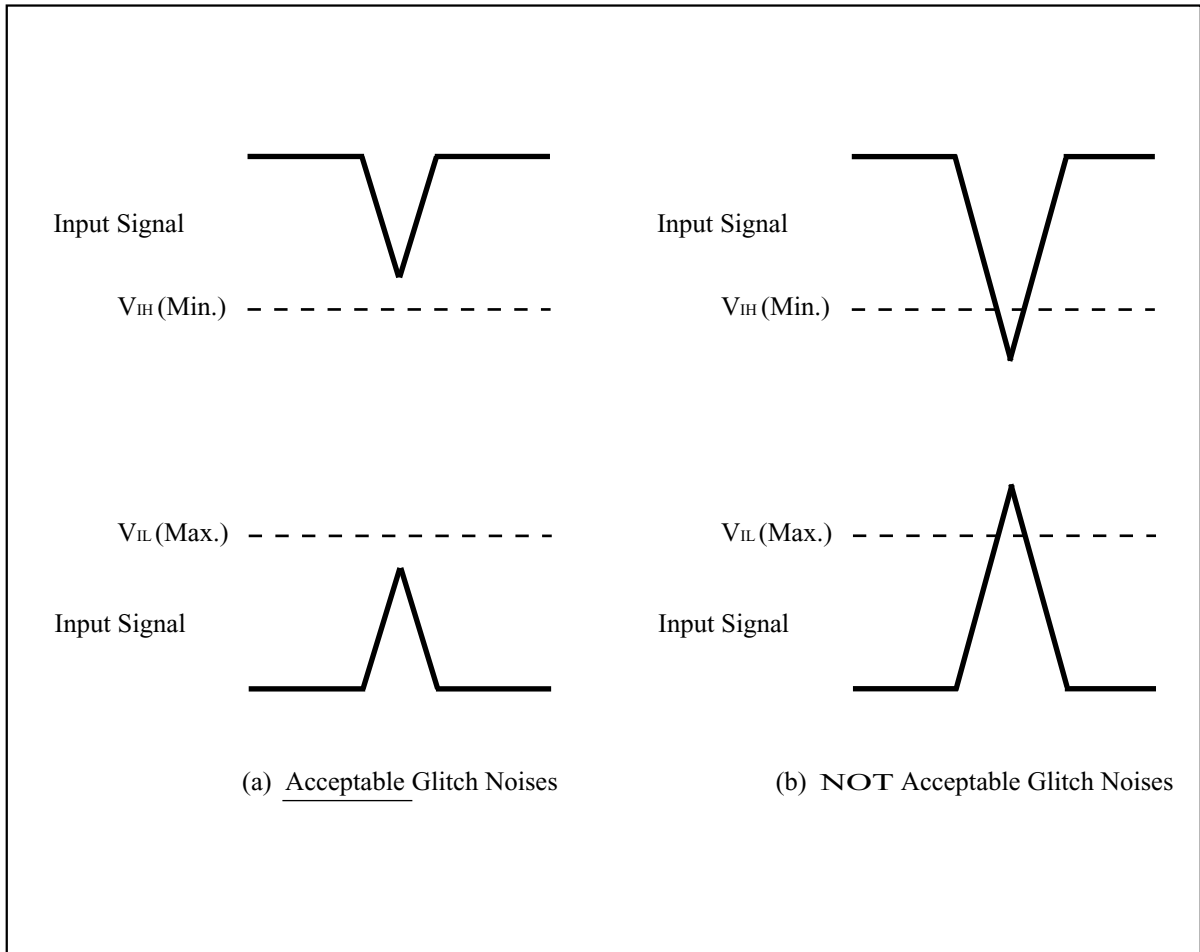 Input Signal
VIH (Min.)
VIL (Max.)
Input Signal
(a) Acceptable Glitch Noises
Input Signal
VIH (Min.)
VIL (Max.)
Input Signal
(b) NOT Acceptable Glitch Noises